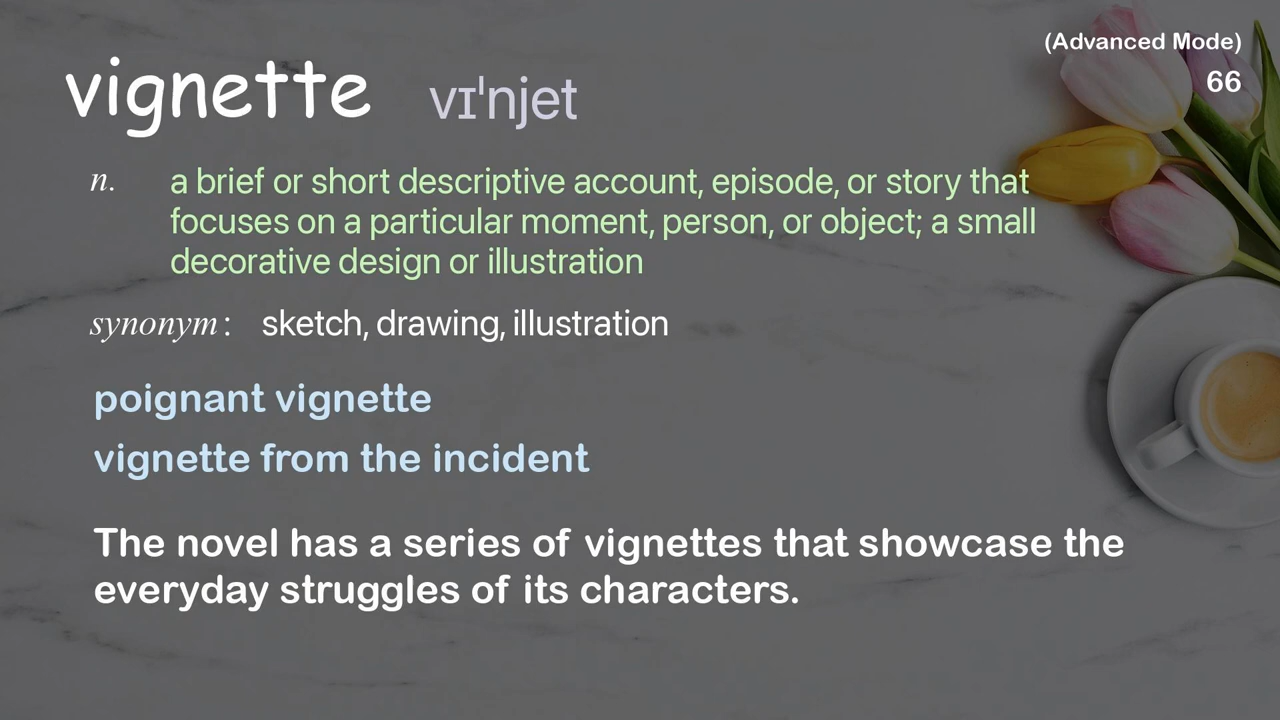 (Advanced Mode)
66
vignette vɪ'njet
n. a brief or short descriptive account, episode, or story that
focuses on a particular moment, person, or object; a small
decorative design or illustration
synonym: sketch, drawing, illustration
poignant vignette
vignette from the incident
The novel has a series of vignettes that showcase the
everyday struggles of its characters.